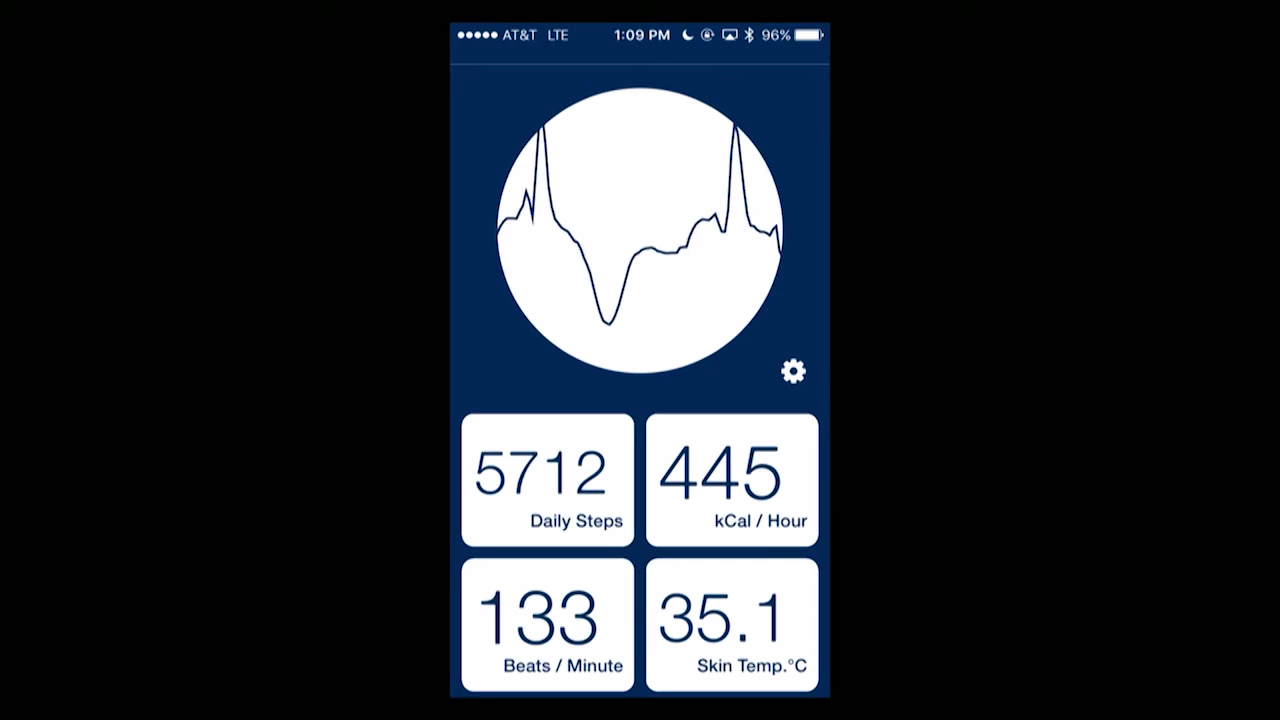 AT&T LTE 1:09 PM 96%
5712 445
Daily Steps kCal / Hour
133 35.1
Beats / Minute Skin Temp.°C